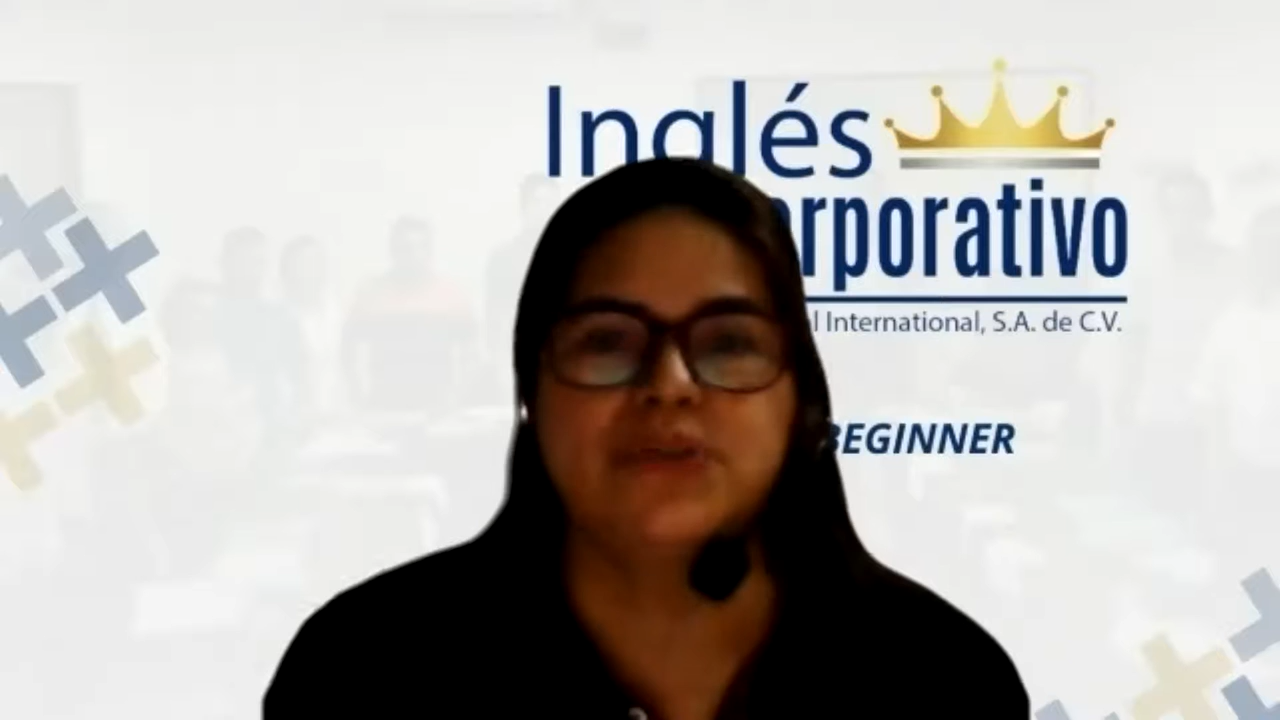 Inglés
rporativo
l International, S.A. de C.V.
BEGINNER